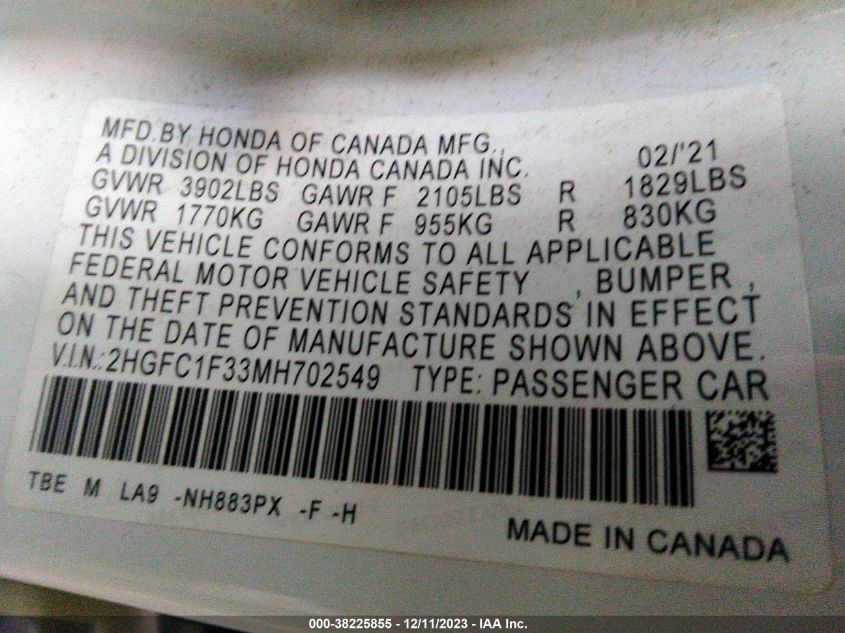 MFD.BY HONDA OF CANADA MFG., 02/'21
A DIVISION OF HONDA CANADA INC.
GVWR 3902LBS GAWR F 2105LBS R 1829LBS
GVWR 1770KG GAWR F 955KG R 830KG
THIS VEHICLE CONFORMS TO ALL APPLICABLE
FEDERAL MOTOR VEHICLE SAFETY , BUMPER ,
AND THEFT PREVENTION STANDARDS IN EFFECT
ON THE DATE OF MANUFACTURE SHOWN ABOVE.
V.I.N.: 2HGFC1F33MH702549 TYPE: PASSENGER CAR
TBE M LA9 -NH883PX -F -H
MADE IN CANADA
000-38225855 - 12/11/2023 - IAA Inc.